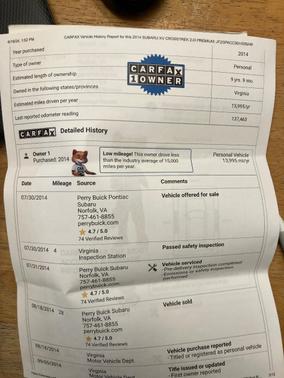 CARFAX Vehicle History Report for this 2014 SUBARU XV CROSSTREK 2.0 PREMIUM:
Year purchased 2014
Type of owner Personal
Estimated length of ownership
Owned in the following states/provinces Virginia
Estimated miles driven per year 13,995/yr
Last reported odometer reading 137,463
CARFAX
1 OWNER
CARFAX Detailed History
Owner 1
Purchased: 2014
Low mileage! This owner drove less
than the industry average of 15,000
miles per year.
Personal Vehicle
13,995 mi/yr
Date Mileage Source Comments
07/30/2014 Perry Buick Pontiac Vehicle offered for sale
Subaru
Norfolk, VA
757-461-8855
perrybuick.com
4.7 / 5.0
74 Verified Reviews
07/30/2014 4 Virginia Passed safety inspection
Inspection Station
07/31/2014 Perry Buick Subaru Vehicle serviced
Norfolk, VA - Pre-delivery inspection completed
757-461-8855 - Emissions or safety inspection
perrybuick.com performed
4.7 / 5.0
74 Verified Reviews
08/18/2014 28 Perry Buick Subaru Vehicle sold
Norfolk, VA
757-461-8855
perrybuick.com
4.7 / 5.0
74 Verified Reviews
08/18/2014 Virginia Vehicle purchase reported
Motor Vehicle Dept. - Titled or registered as personal vehicle
09/05/2014 Virginia Title issued or updated
Motor Vehicle Dept. - First owner reported